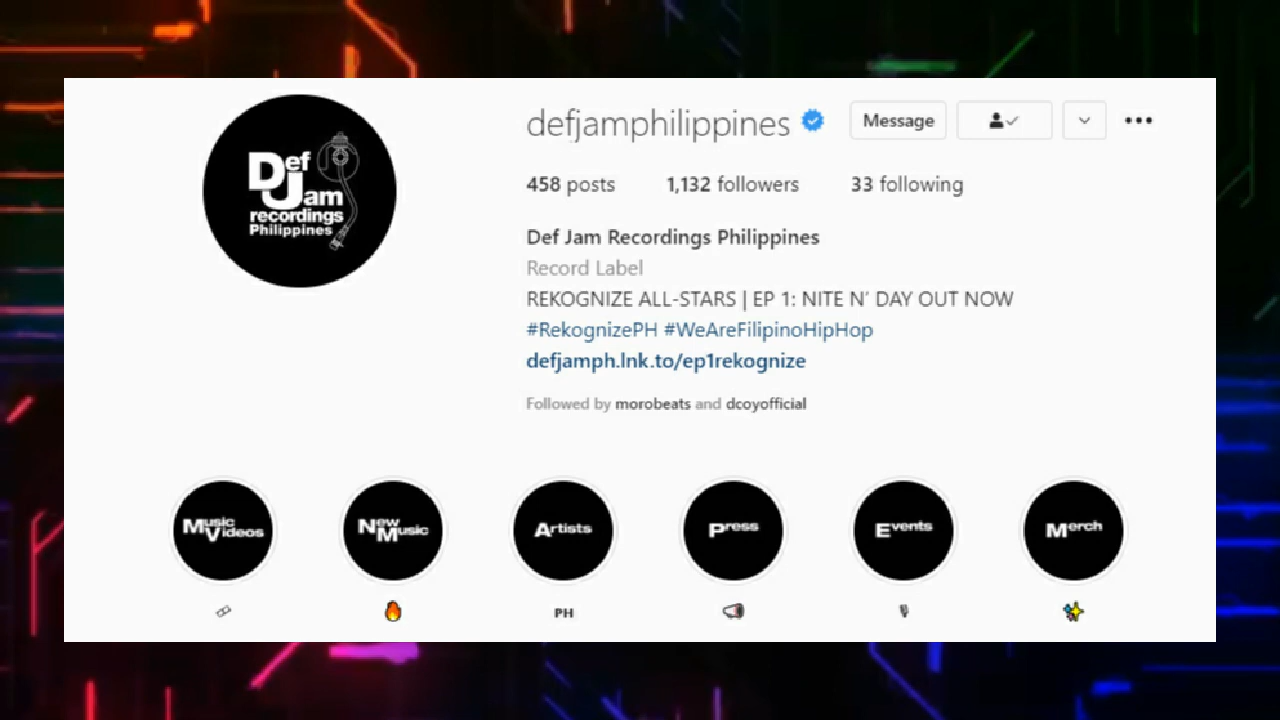 Def
Jam
recordings
Philippines
defjamphilippines
Message
458 posts 1,132 followers 33 following
Def Jam Recordings Philippines
Record Label
REKOGNIZE ALL-STARS | EP 1: NITE N' DAY OUT NOW
#RekognizePH #WeAreFilipinoHipHop
defjamph.lnk.to/ep1rekognize
Followed by morobeats and dcoyofficial
Music
Videos
New
Music
Artists
Press
Events
Merch
PH